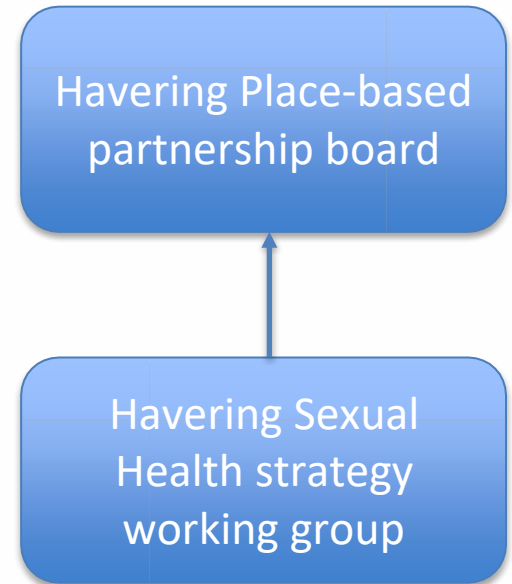 Havering Place-based
partnership board
Havering Sexual
Health strategy
working group